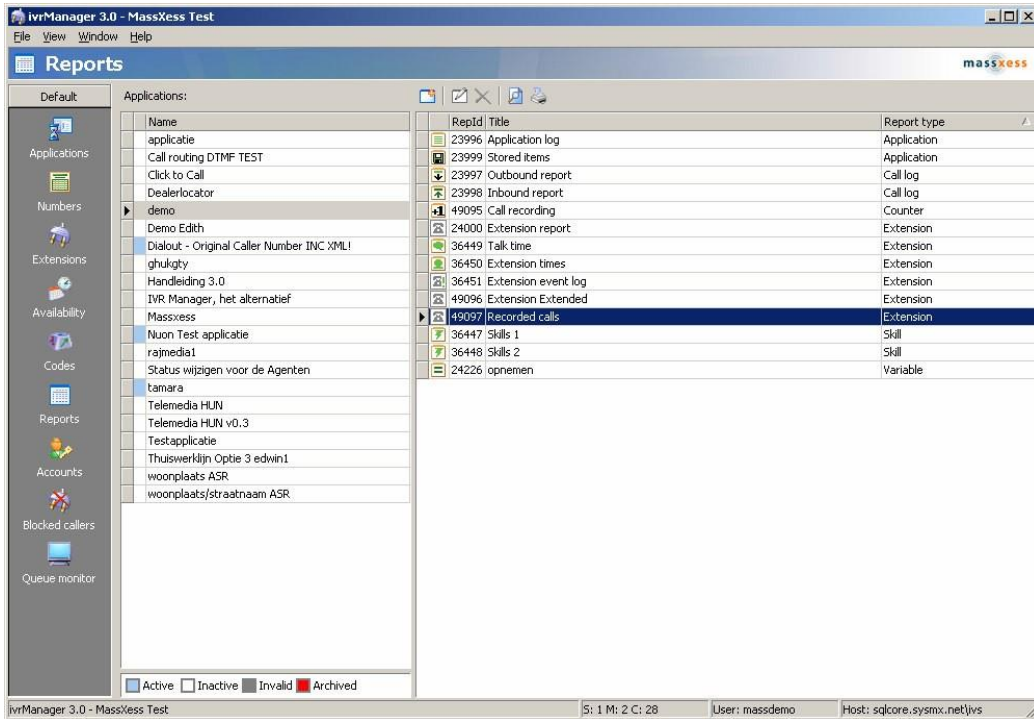 ivrManager 3.0 - MassXess Test
File View Window Help
Reports
massxess
Default
Applications
Numbers
Extensions
Availability
Codes
Reports
Accounts
Blocked callers
Queue monitor
Applications:
Name
applicatie
Call routing DTMF TEST
Click to Call
Dealerlocator
demo
Demo Edith
Dialout - Original Caller Number INC XML!
ghukgty
Handleiding 3.0
IVR Manager, het alternatief
Massxess
Nuon Test applicatie
rajmedia1
Status wijzigen voor de Agenten
tamara
Telemedia HUN
Telemedia HUN v0.3
Testapplicatie
Thuiswerklijn Optie 3 edwin1
woonplaats ASR
woonplaats/straatnaam ASR
Active Inactive Invalid Archived
RepId Title Report type
23996 Application log Application
23999 Stored items Application
23997 Outbound report Call log
23998 Inbound report Call log
+1 49095 Call recording Counter
24000 Extension report Extension
36449 Talk time Extension
36450 Extension times Extension
36451 Extension event log Extension
49096 Extension Extended Extension
49097 Recorded calls Extension
36447 Skills 1 Skill
36448 Skills 2 Skill
24226 opnemen Variable
ivrManager 3.0 - MassXess Test S: 1 M: 2 C: 28 User: massdemo Host: sqlcore.sysmx.net\ivs